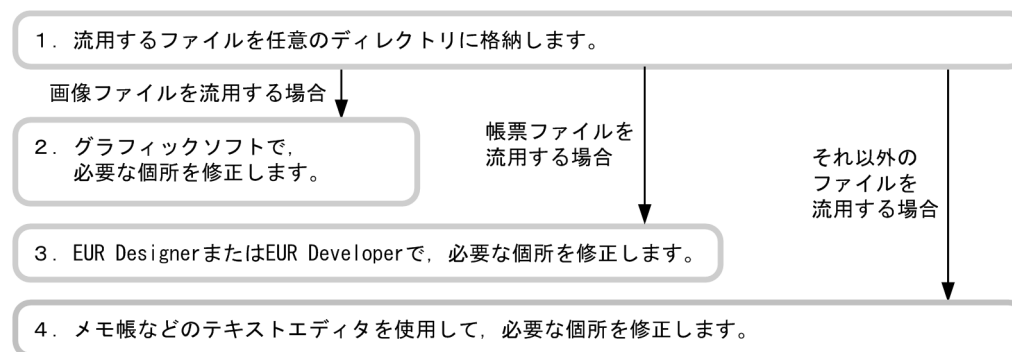 １．流用するファイルを任意のディレクトリに格納します。
画像ファイルを流用する場合
２．グラフィックソフトで，
必要な個所を修正します。
帳票ファイルを
流用する場合
それ以外の
ファイルを
流用する場合
３．EUR DesignerまたはEUR Developerで，必要な個所を修正します。
４．メモ帳などのテキストエディタを使用して，必要な個所を修正します。